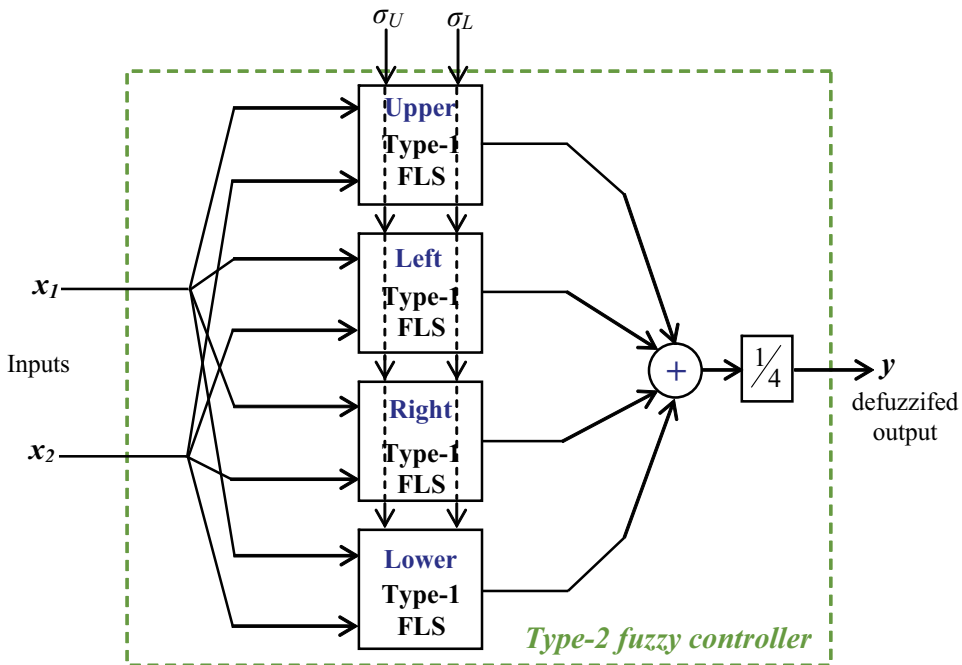 σU σL
Upper
Type-1
FLS
Left
Type-1
FLS
x1
Inputs
x2
Right
Type-1
FLS
Lower
Type-1
FLS
+
1/4
y
defuzzifed
output
Type-2 fuzzy controller